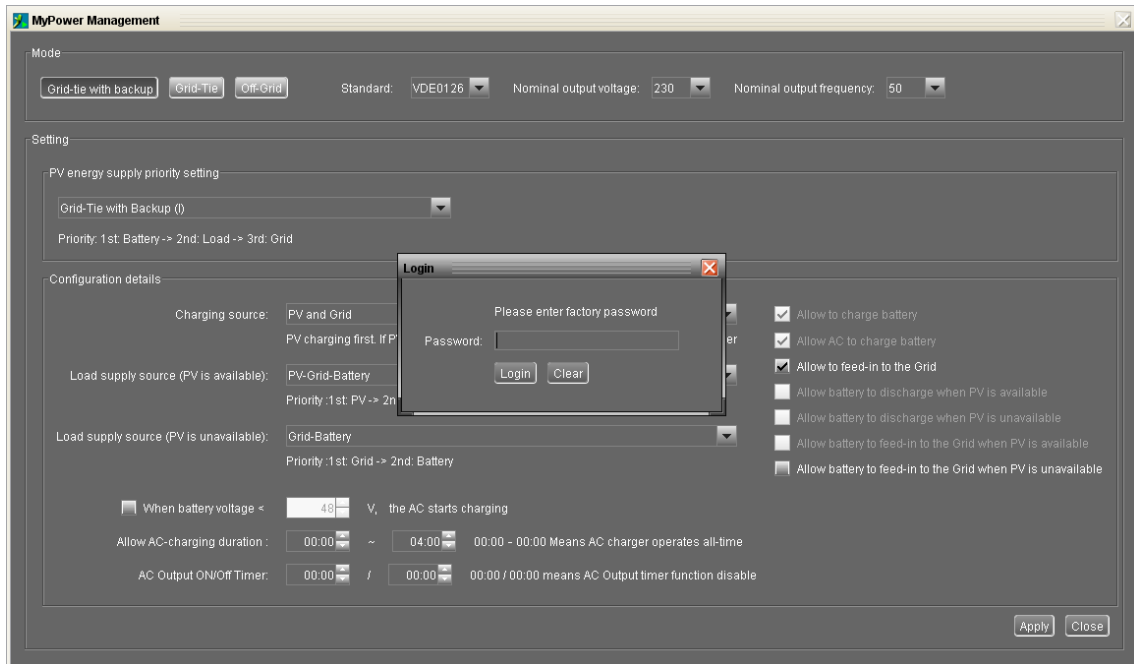 MyPower Management
Mode
Grid-tie with backup Grid-Tie Off-Grid Standard: VDE0126 Nominal output voltage: 230 Nominal output frequency: 50
Setting
PV energy supply priority setting
Grid-Tie with Backup (I)
Priority: 1st: Battery -> 2nd: Load -> 3rd: Grid
Configuration details
Charging source: PV and Grid
PV charging first. If P er
Load supply source (PV is available): PV-Grid-Battery
Priority :1st: PV -> 2n
Load supply source (PV is unavailable): Grid-Battery
Priority :1st: Grid -> 2nd: Battery
When battery voltage < 48 V, the AC starts charging
Allow AC-charging duration : 00:00 ~ 04:00 00:00 - 00:00 Means AC charger operates all-time
AC Output ON/Off Timer: 00:00 / 00:00 00:00 / 00:00 means AC Output timer function disable
Allow to charge battery
Allow AC to charge battery
Allow to feed-in to the Grid
Allow battery to discharge when PV is available
Allow battery to discharge when PV is unavailable
Allow battery to feed-in to the Grid when PV is available
Allow battery to feed-in to the Grid when PV is unavailable
Login
Please enter factory password
Password:
Login Clear
Apply Close